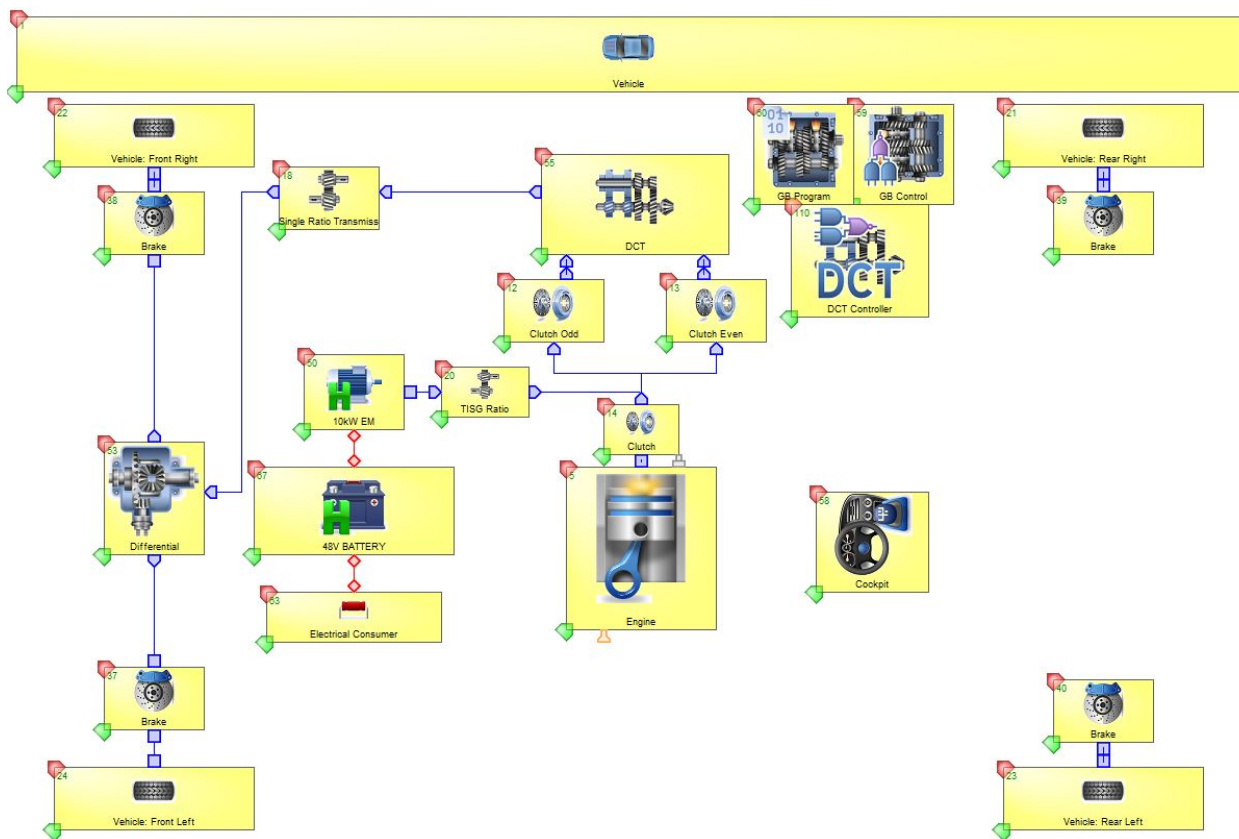 1
Vehicle
22
Vehicle: Front Right
38
Brake
18
Single Ratio Transmiss
55
DCT
01
10
GB Program
59
GB Control
21
Vehicle: Rear Right
39
Brake
110
DCT
DCT Controller
12
Clutch Odd
13
Clutch Even
50
10kW EM
20
TISG Ratio
14
Clutch
53
Differential
48V BATTERY
5
Engine
58
Cockpit
Electrical Consumer
37
Brake
24
Vehicle: Front Left
40
Brake
23
Vehicle: Rear Left